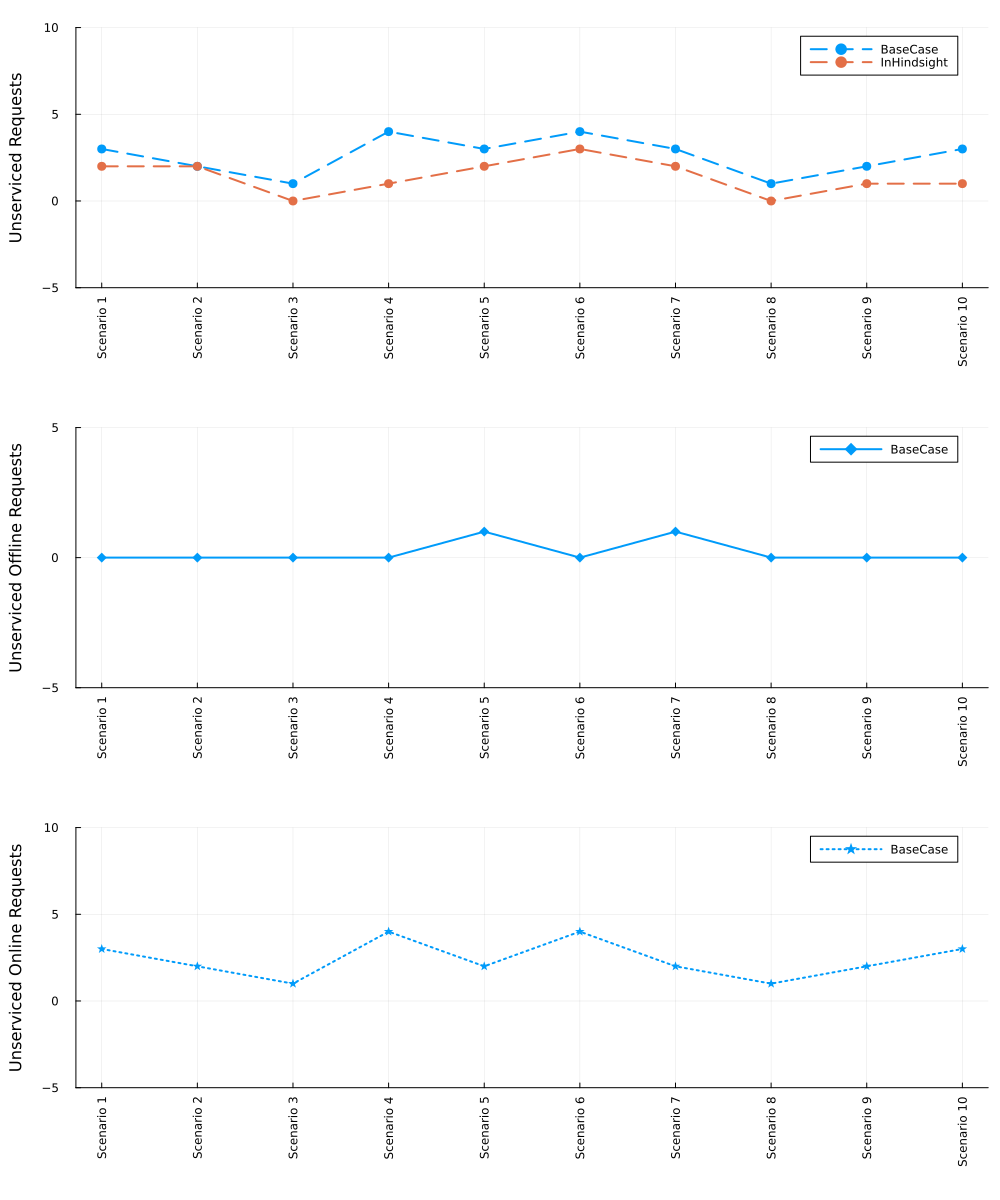 Unserviced Requests
10
5
0
−5
BaseCase
InHindsight
Scenario 1
Scenario 2
Scenario 3
Scenario 4
Scenario 5
Scenario 6
Scenario 7
Scenario 8
Scenario 9
Scenario 10
Unserviced Offline Requests
5
0
−5
BaseCase
Scenario 1
Scenario 2
Scenario 3
Scenario 4
Scenario 5
Scenario 6
Scenario 7
Scenario 8
Scenario 9
Scenario 10
Unserviced Online Requests
10
5
0
−5
BaseCase
Scenario 1
Scenario 2
Scenario 3
Scenario 4
Scenario 5
Scenario 6
Scenario 7
Scenario 8
Scenario 9
Scenario 10